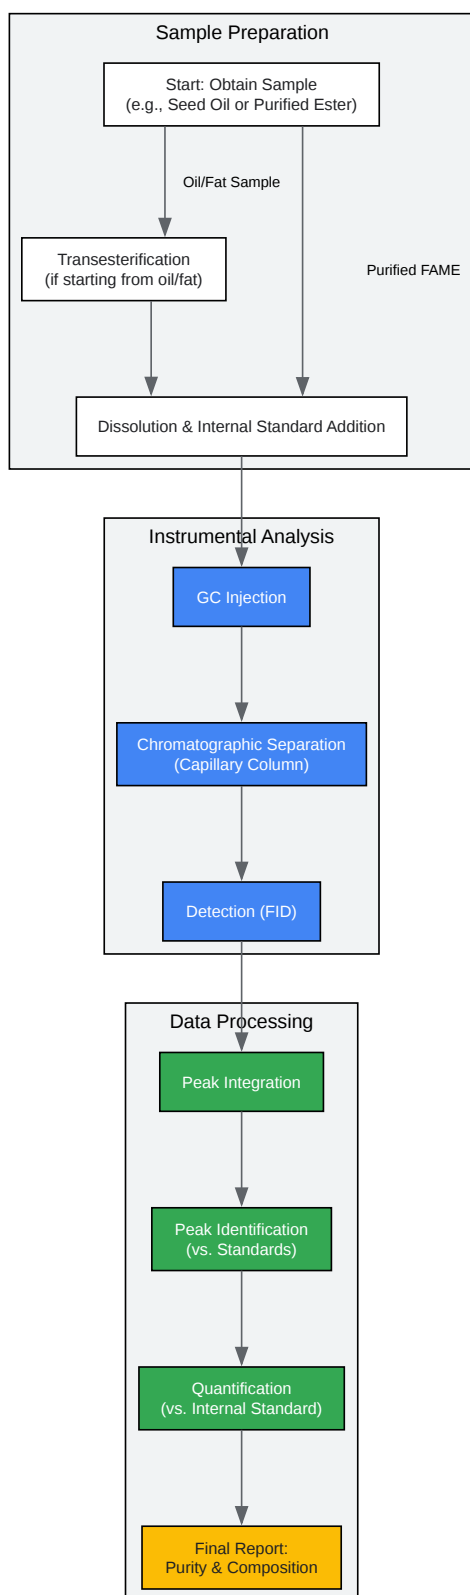 Sample Preparation
Start: Obtain Sample
(e.g., Seed Oil or Purified Ester)
Oil/Fat Sample
Transesterification
(if starting from oil/fat)
Purified FAME
Dissolution & Internal Standard Addition
Instrumental Analysis
GC Injection
Chromatographic Separation
(Capillary Column)
Detection (FID)
Data Processing
Peak Integration
Peak Identification
(vs. Standards)
Quantification
(vs. Internal Standard)
Final Report:
Purity & Composition